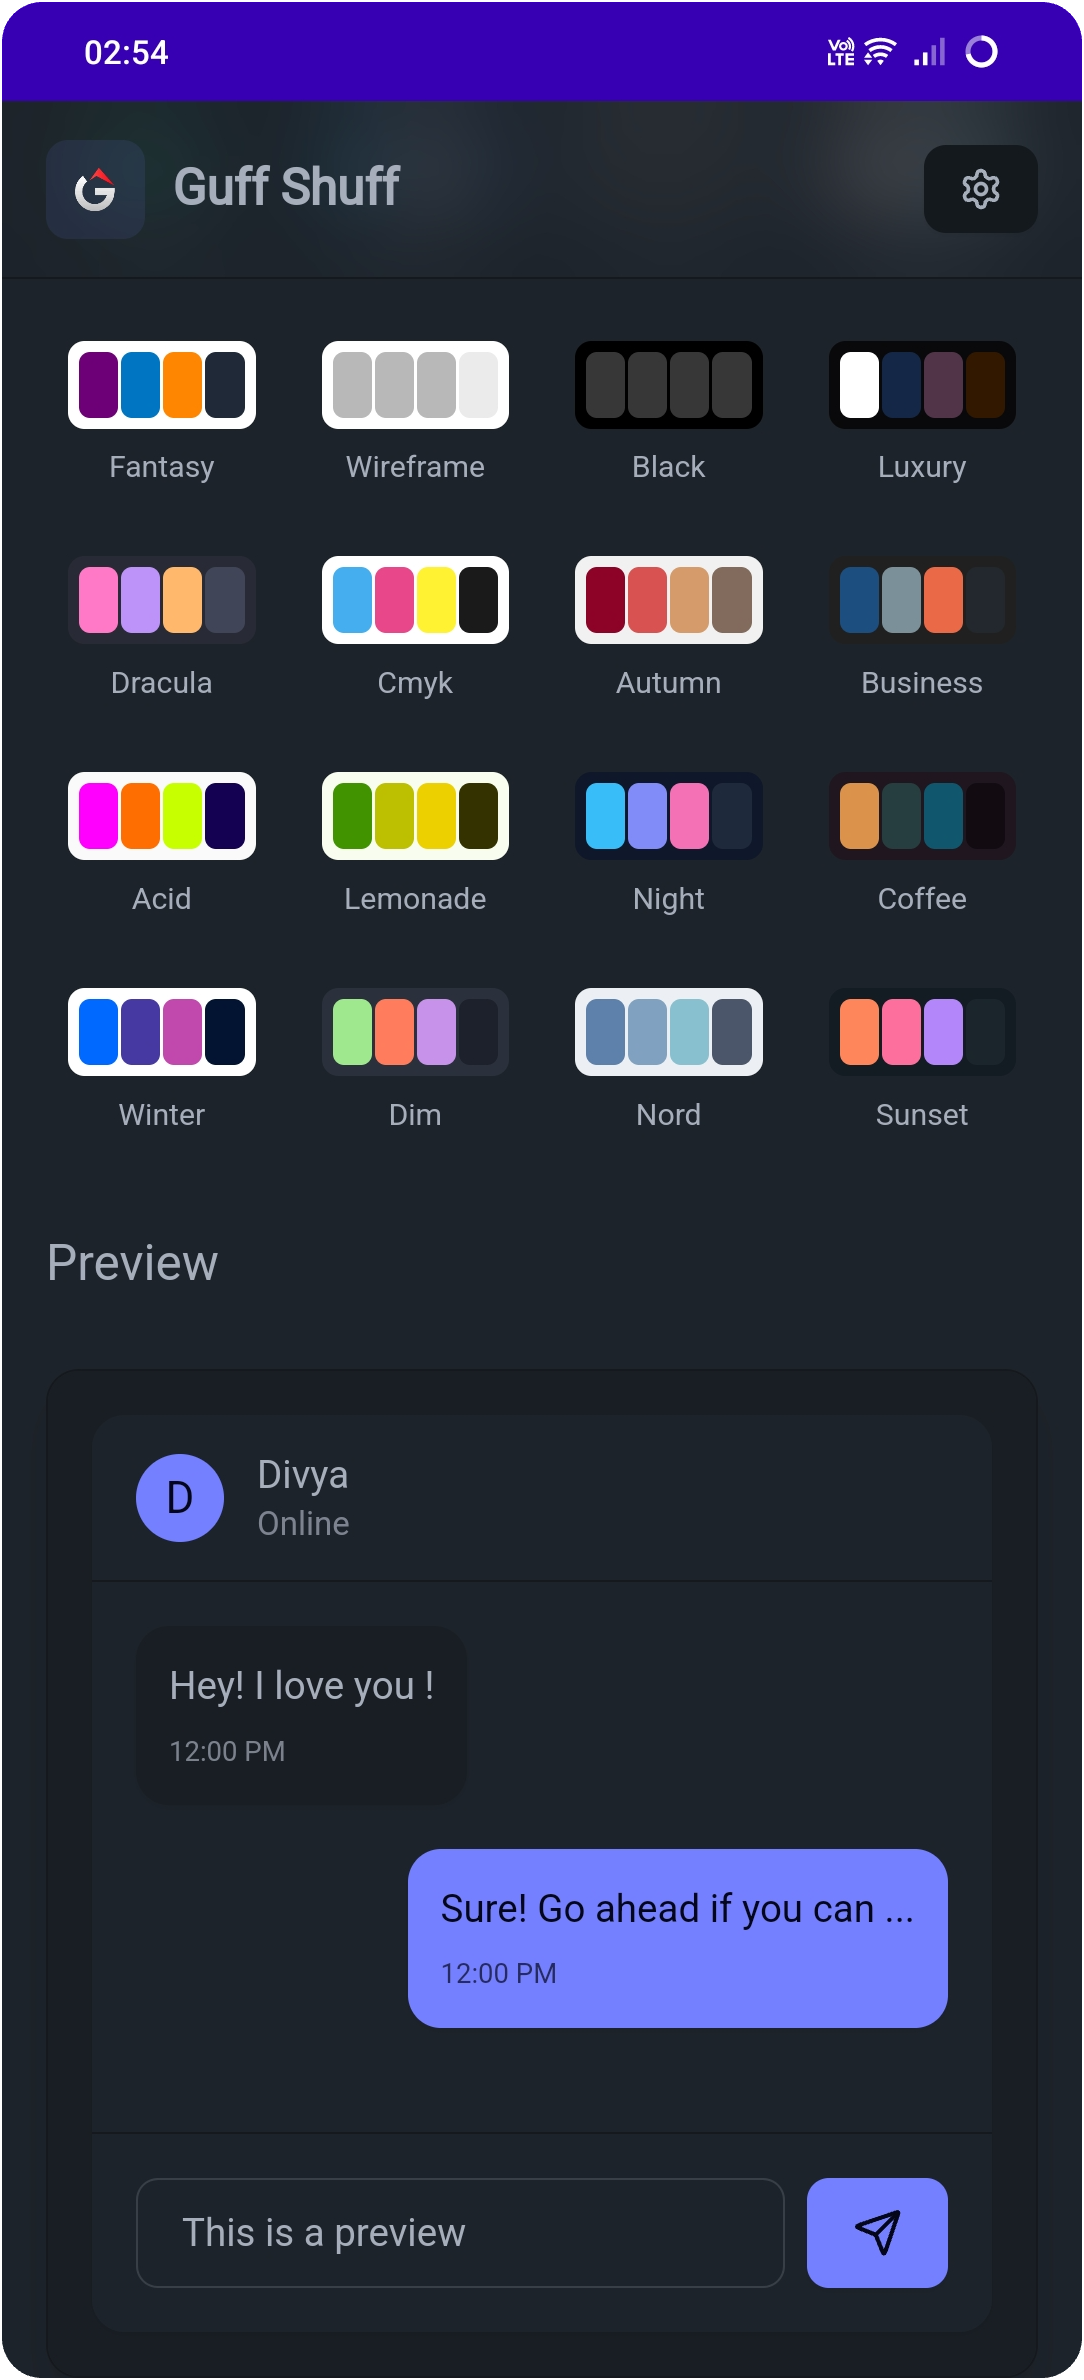 02:54
Vo LTE
Guff Shuff
Fantasy
Wireframe
Black
Luxury
Dracula
Cmyk
Autumn
Business
Acid
Lemonade
Night
Coffee
Winter
Dim
Nord
Sunset
Preview
D
Divya
Online
Hey! I love you !
12:00 PM
Sure! Go ahead if you can ...
12:00 PM
This is a preview